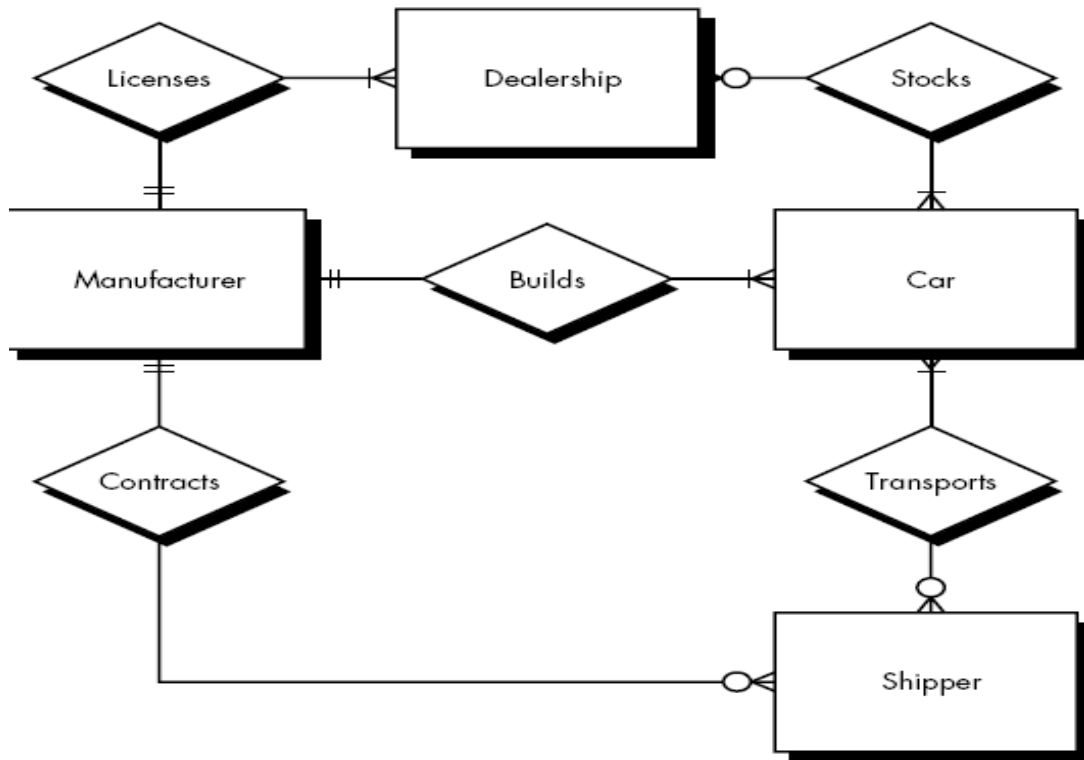 Licenses
Dealership
Stocks
Manufacturer
Builds
Car
Contracts
Transports
Shipper